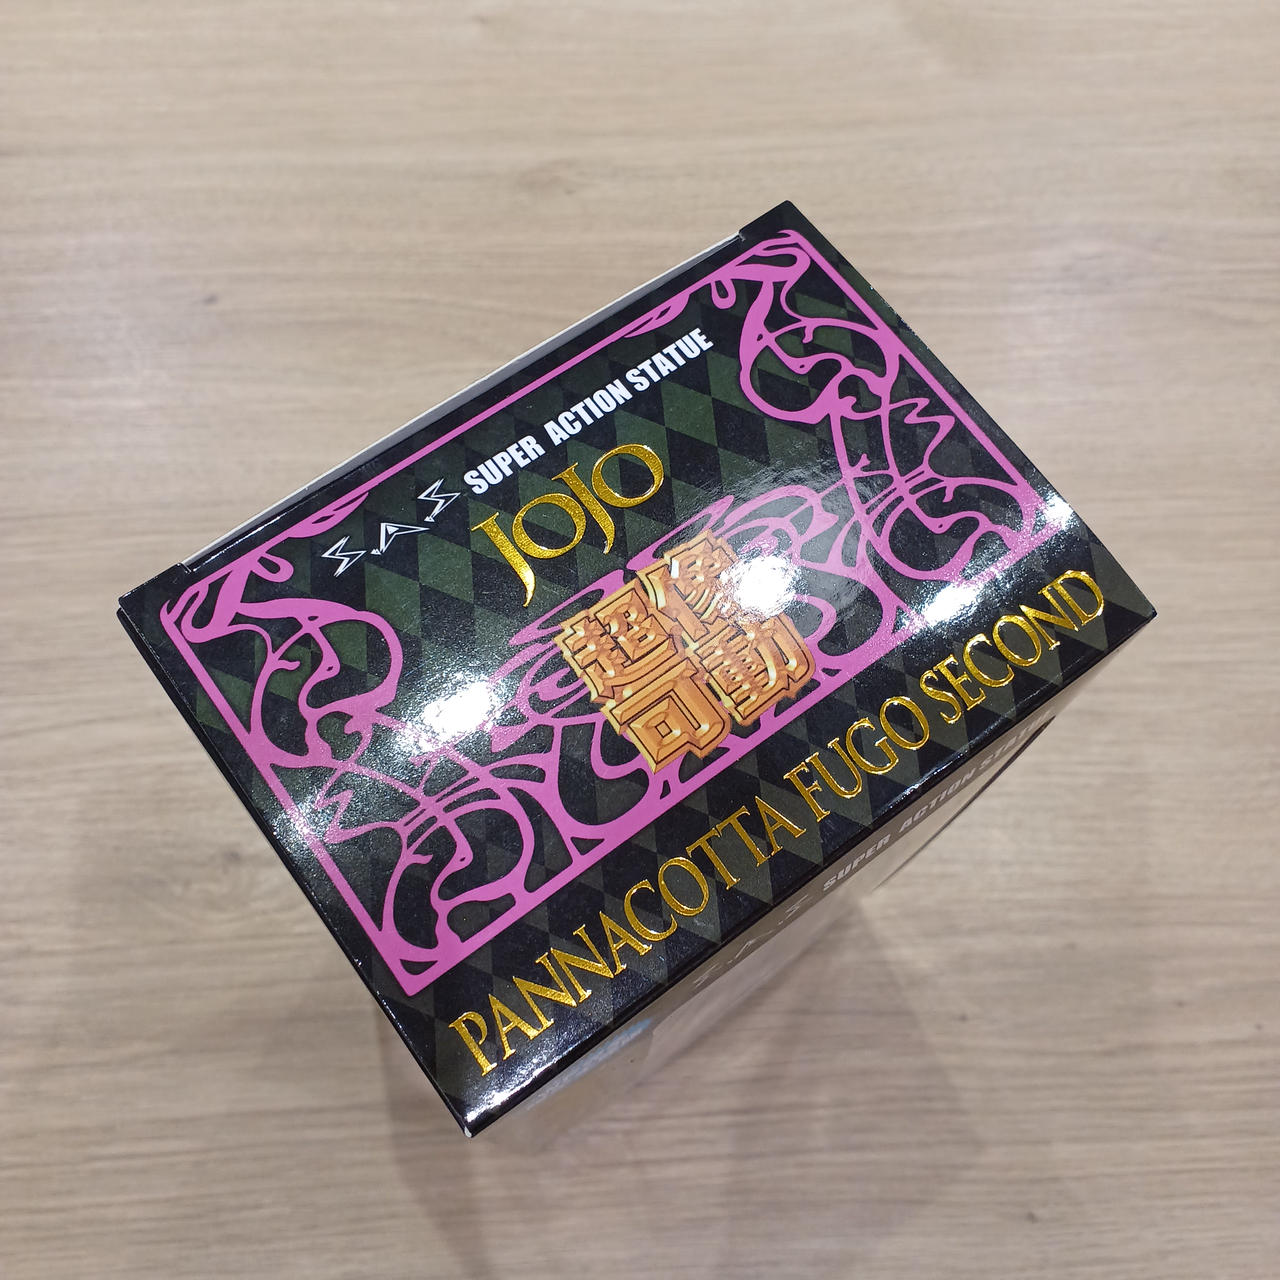 S.A.S SUPER ACTION STATUE
JOJO
超像
可動
PANNACOTTA FUGO SECOND
S.A.S SUPER ACTION STATUE